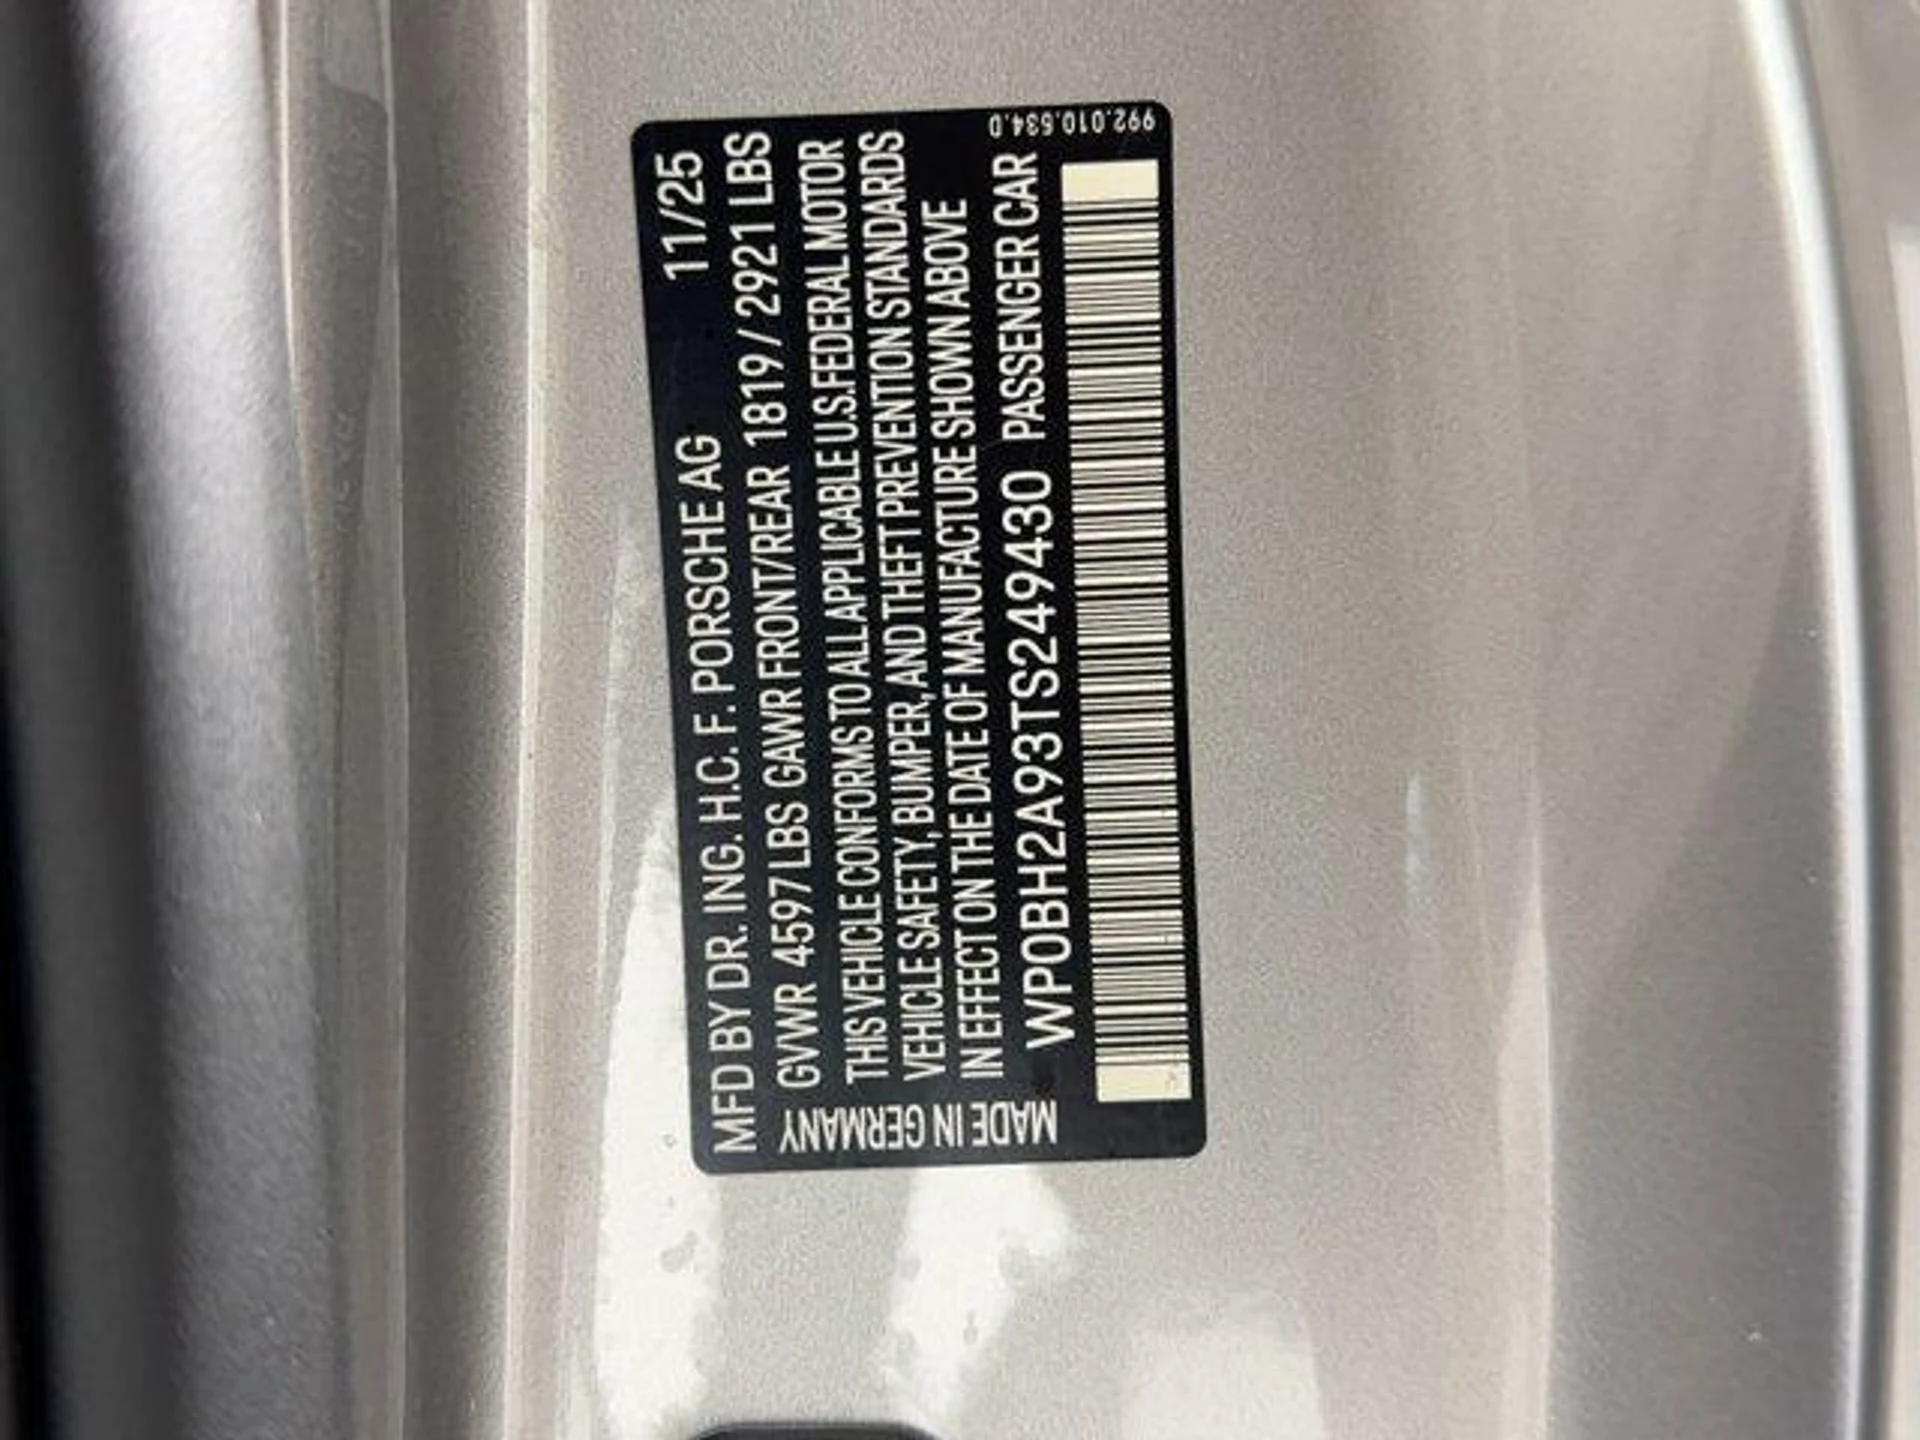 MFD BY DR. ING. H.C. F. PORSCHE AG 11/25
GVWR 4597 LBS GAWR FRONT/REAR 1819 / 2921 LBS
THIS VEHICLE CONFORMS TO ALL APPLICABLE U.S. FEDERAL MOTOR
VEHICLE SAFETY, BUMPER, AND THEFT PREVENTION STANDARDS
IN EFFECT ON THE DATE OF MANUFACTURE SHOWN ABOVE
WP0BH2A93TS249430 PASSENGER CAR
MADE IN GERMANY
992.010.534.D